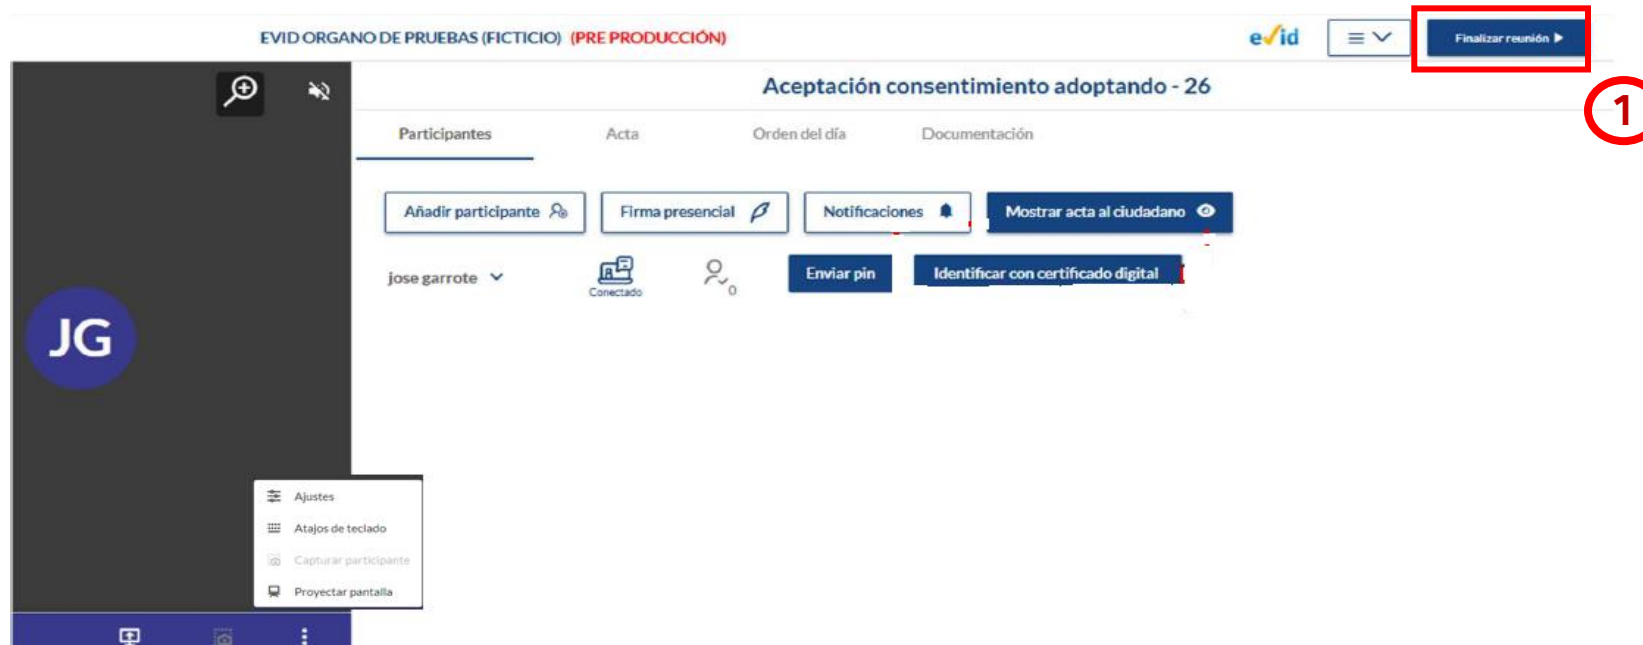 EVID ORGANO DE PRUEBAS (FICTICIO) (PRE PRODUCCIÓN)
evid
Finalizar reunión
1
Aceptación consentimiento adoptando - 26
Participantes
Acta
Orden del día
Documentación
Añadir participante
Firma presencial
Notificaciones
Mostrar acta al ciudadano
jose garrote
Conectado
0
Enviar pin
Identificar con certificado digital
JG
Ajustes
Atajos de teclado
Capturar participante
Proyectar pantalla